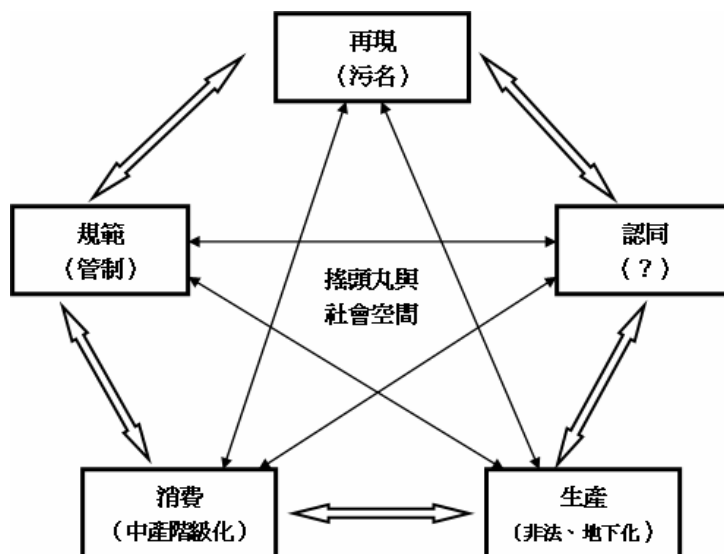 再現
(污名)
規範
(管制)
認同
(？)
搖頭丸與
社會空間
消費
(中產階級化)
生產
(非法、地下化)